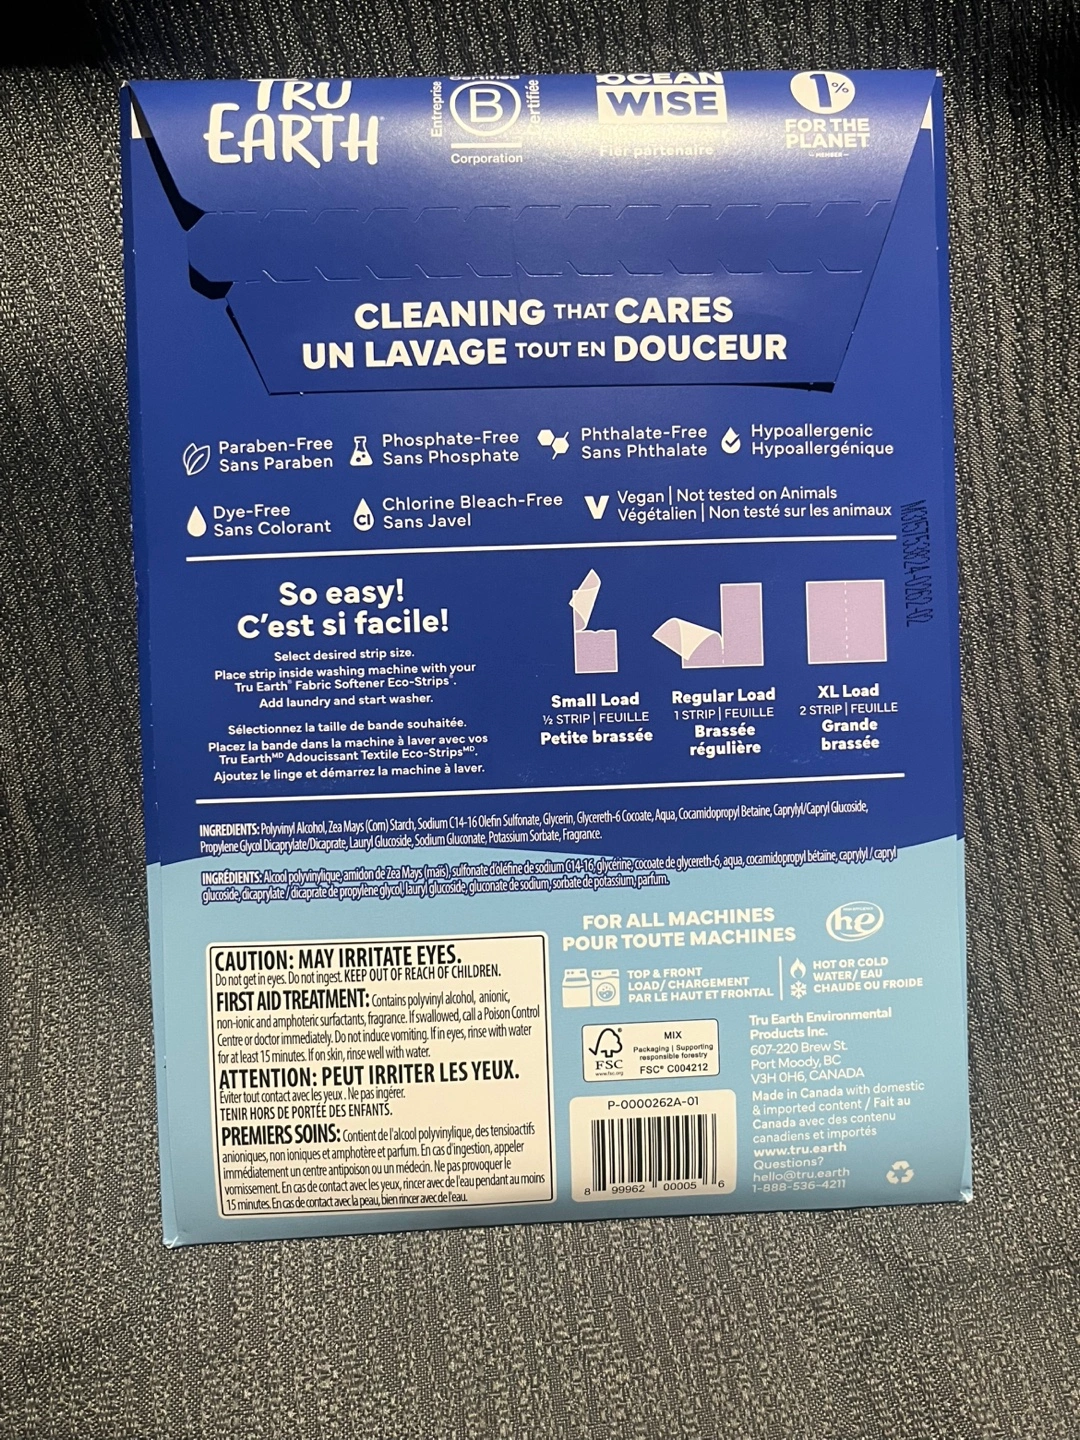 TRU
EARTH
Entreprise
Certifiée
B
Corporation
OCEAN
WISE
Fier partenaire
1%
FOR THE
PLANET
MEMBER
CLEANING THAT CARES
UN LAVAGE TOUT EN DOUCEUR
Paraben-Free
Sans Paraben
Phosphate-Free
Sans Phosphate
Phthalate-Free
Sans Phthalate
Hypoallergenic
Hypoallergénique
Dye-Free
Sans Colorant
Cl
Chlorine Bleach-Free
Sans Javel
V
Vegan | Not tested on Animals
Végétalien | Non testé sur les animaux
So easy!
C'est si facile!
Select desired strip size.
Place strip inside washing machine with your
Tru Earth® Fabric Softener Eco-Strips®.
Add laundry and start washer.
Sélectionnez la taille de bande souhaitée.
Placez la bande dans la machine à laver avec vos
Tru Earth MD Adoucissant Textile Eco-Strips MD.
Ajoutez le linge et démarrez la machine à laver.
Small Load
½ STRIP | FEUILLE
Petite brassée
Regular Load
1 STRIP | FEUILLE
Brassée
régulière
XL Load
2 STRIP | FEUILLE
Grande
brassée
INGREDIENTS: Polyvinyl Alcohol, Zea Mays (Corn) Starch, Sodium C14-16 Olefin Sulfonate, Glycerin, Glycereth-6 Cocoate, Aqua, Cocamidopropyl Betaine, Caprylyl/Capryl Glucoside,
Propylene Glycol Dicaprylate/Dicaprate, Lauryl Glucoside, Sodium Gluconate, Potassium Sorbate, Fragrance.
INGRÉDIENTS: Alcool polyvinylique, amidon de Zea Mays (maïs), sulfonate d'oléfine de sodium C14-16, glycérine, cocoate de glycereth-6, aqua, cocamidopropyl bétaïne, caprylyl / capryl
glucoside, dicaprylate / dicaprate de propylène glycol, lauryl glucoside, gluconate de sodium, sorbate de potassium, parfum.
CAUTION: MAY IRRITATE EYES.
Do not get in eyes. Do not ingest. KEEP OUT OF REACH OF CHILDREN.
FIRST AID TREATMENT: Contains polyvinyl alcohol, anionic,
non-ionic and amphoteric surfactants, fragrance. If swallowed, call a Poison Control
Centre or doctor immediately. Do not induce vomiting. If in eyes, rinse with water
for at least 15 minutes. If on skin, rinse well with water.
ATTENTION: PEUT IRRITER LES YEUX.
Éviter tout contact avec les yeux. Ne pas ingérer.
TENIR HORS DE PORTÉE DES ENFANTS.
PREMIERS SOINS: Contient de l'alcool polyvinylique, des tensioactifs
anioniques, non ioniques et amphotère et parfum. En cas d'ingestion, appeler
immédiatement un centre antipoison ou un médecin. Ne pas provoquer le
vomissement. En cas de contact avec les yeux, rincer avec de l'eau pendant au moins
15 minutes. En cas de contact avec la peau, bien rincer avec de l'eau.
FOR ALL MACHINES
POUR TOUTE MACHINES
he
TOP & FRONT
LOAD/ CHARGEMENT
PAR LE HAUT ET FRONTAL
HOT OR COLD
WATER/ EAU
CHAUDE OU FROIDE
FSC
www.fsc.org
MIX
Packaging | Supporting
responsible forestry
FSC® C004212
P-0000262A-01
8 99962 00005 6
Tru Earth Environmental
Products Inc.
607-220 Brew St.
Port Moody, BC
V3H 0H6, CANADA
Made in Canada with domestic
& imported content / Fait au
Canada avec des contenu
canadiens et importés
www.tru.earth
Questions?
hello@tru.earth
1-888-536-4211